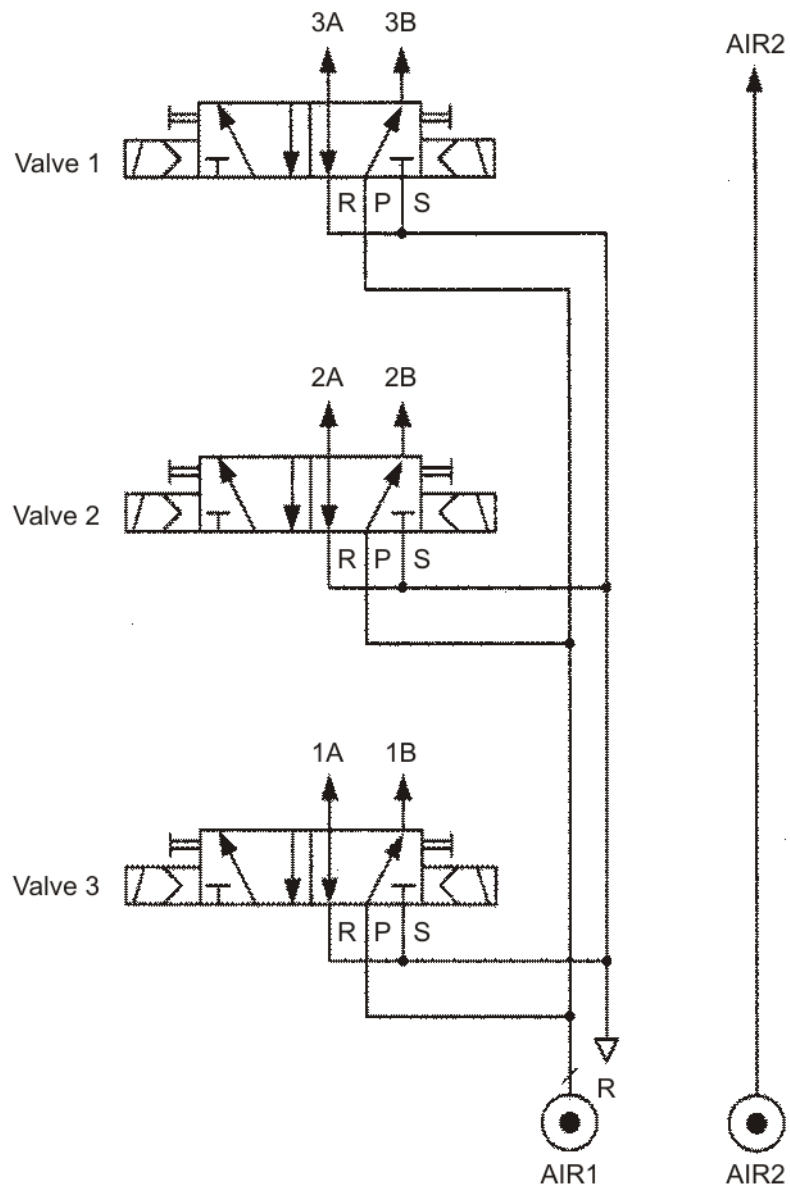 3A 3B
AIR2
Valve 1
R P S
2A 2B
Valve 2
R P S
1A 1B
Valve 3
R P S
R
AIR1 AIR2